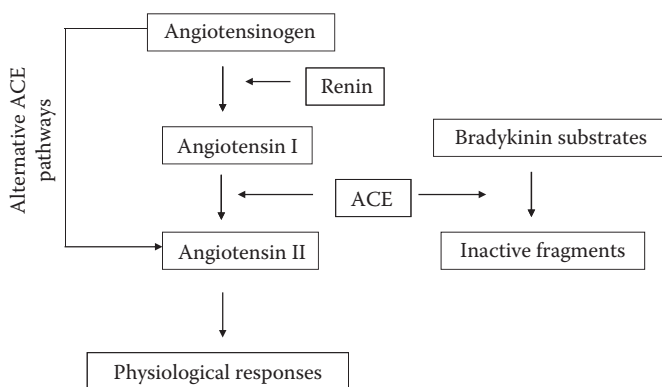 Angiotensinogen
Alternative ACE
pathways
Renin
Angiotensin I
Bradykinin substrates
ACE
Angiotensin II
Inactive fragments
Physiological responses